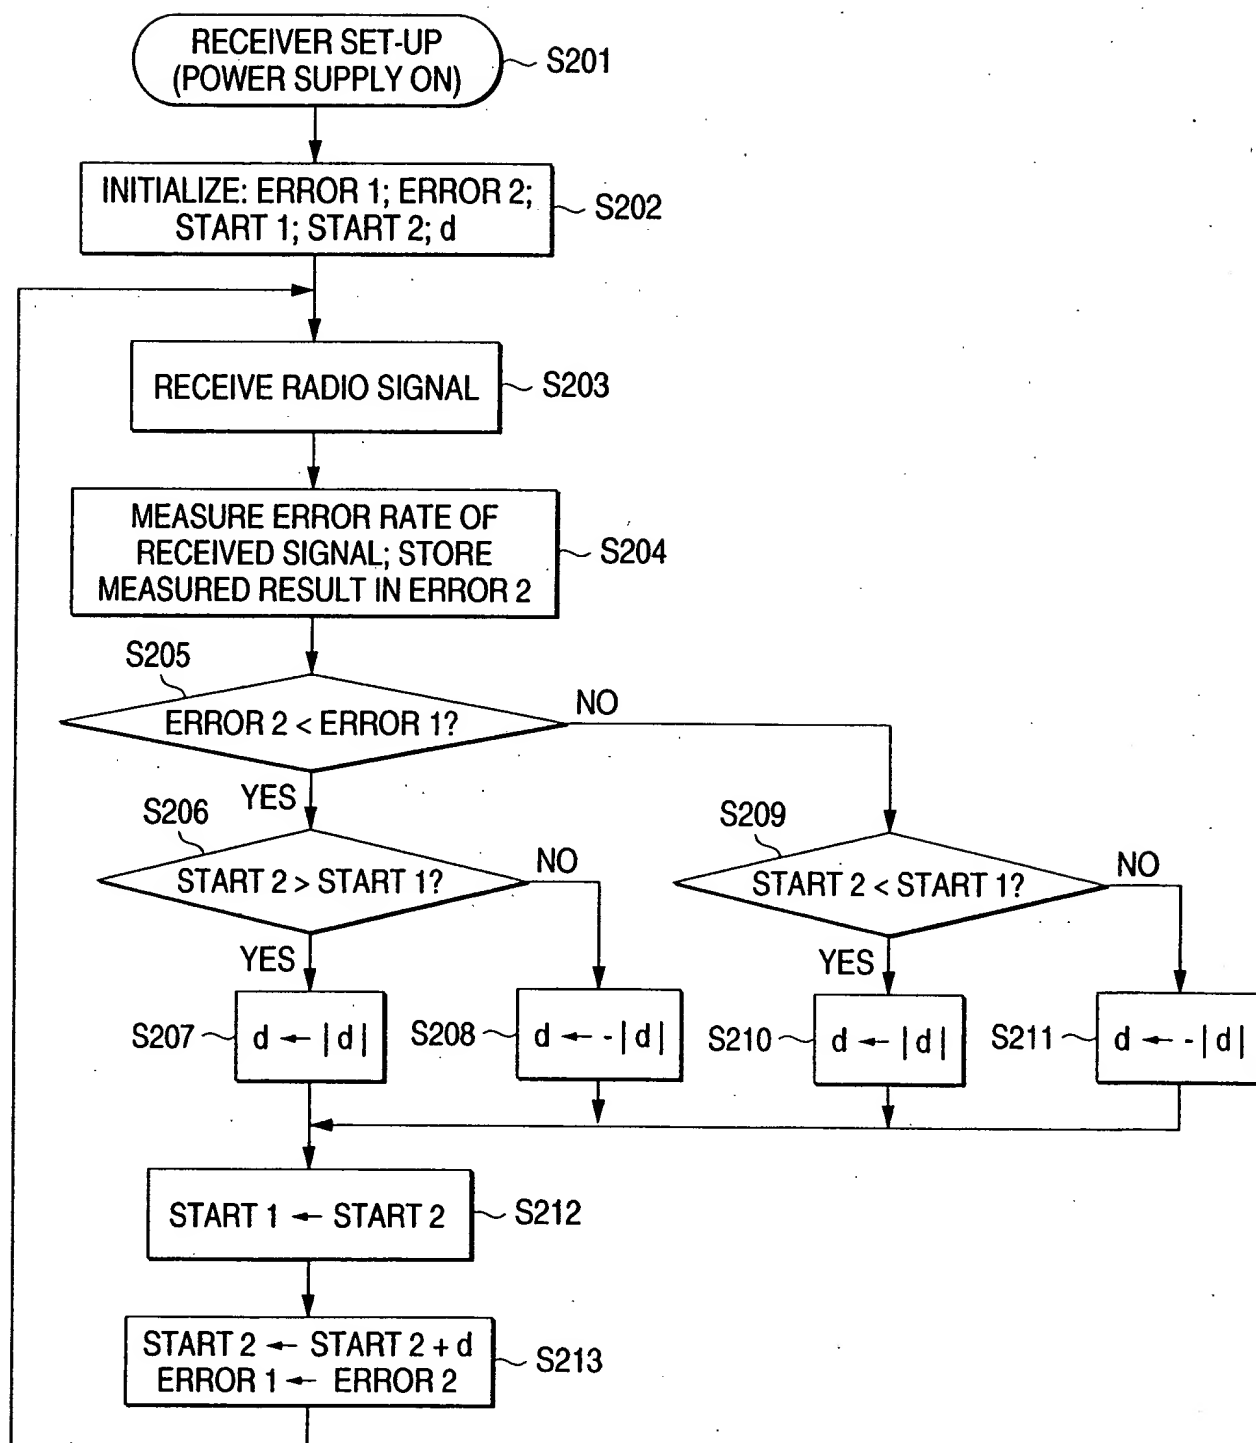 RECEIVER SET-UP
(POWER SUPPLY ON)
S201
INITIALIZE: ERROR 1; ERROR 2;
START 1; START 2; d
S202
RECEIVE RADIO SIGNAL
S203
MEASURE ERROR RATE OF
RECEIVED SIGNAL; STORE
MEASURED RESULT IN ERROR 2
S204
S205
ERROR 2 < ERROR 1?
NO
YES
S206
START 2 > START 1?
NO
YES
S209
START 2 < START 1?
NO
YES
S207
d ← |d|
S208
d ← -|d|
S210
d ← |d|
S211
d ← -|d|
START 1 ← START 2
S212
START 2 ← START 2 + d
ERROR 1 ← ERROR 2
S213